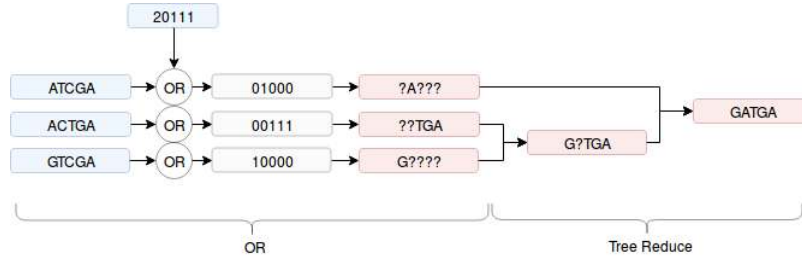 20111
ATCGA OR 01000 ?A???
GATGA
ACTGA OR 00111 ??TGA
G?TGA
GTCGA OR 10000 G????
OR Tree Reduce